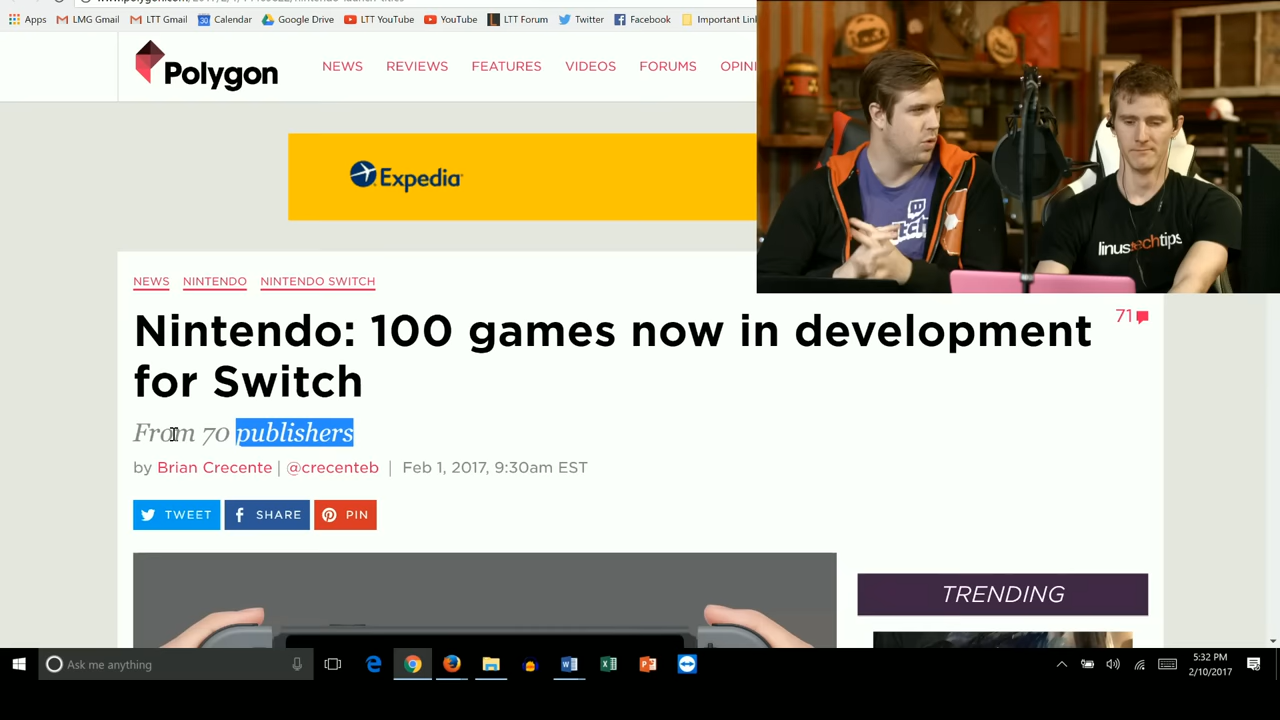 Apps LMG Gmail LTT Gmail Calendar Google Drive LTT YouTube YouTube LTT Forum Twitter Facebook Important
Polygon NEWS REVIEWS FEATURES VIDEOS FORUMS
Expedia
linustechtips
NEWS NINTENDO NINTENDO SWITCH
Nintendo: 100 games now in development
71
for Switch
From 70 publishers
by Brian Crecente | @crecenteb | Feb 1, 2017, 9:30am EST
TWEET SHARE PIN
TRENDING
Ask me anything
5:32 PM
2/10/2017